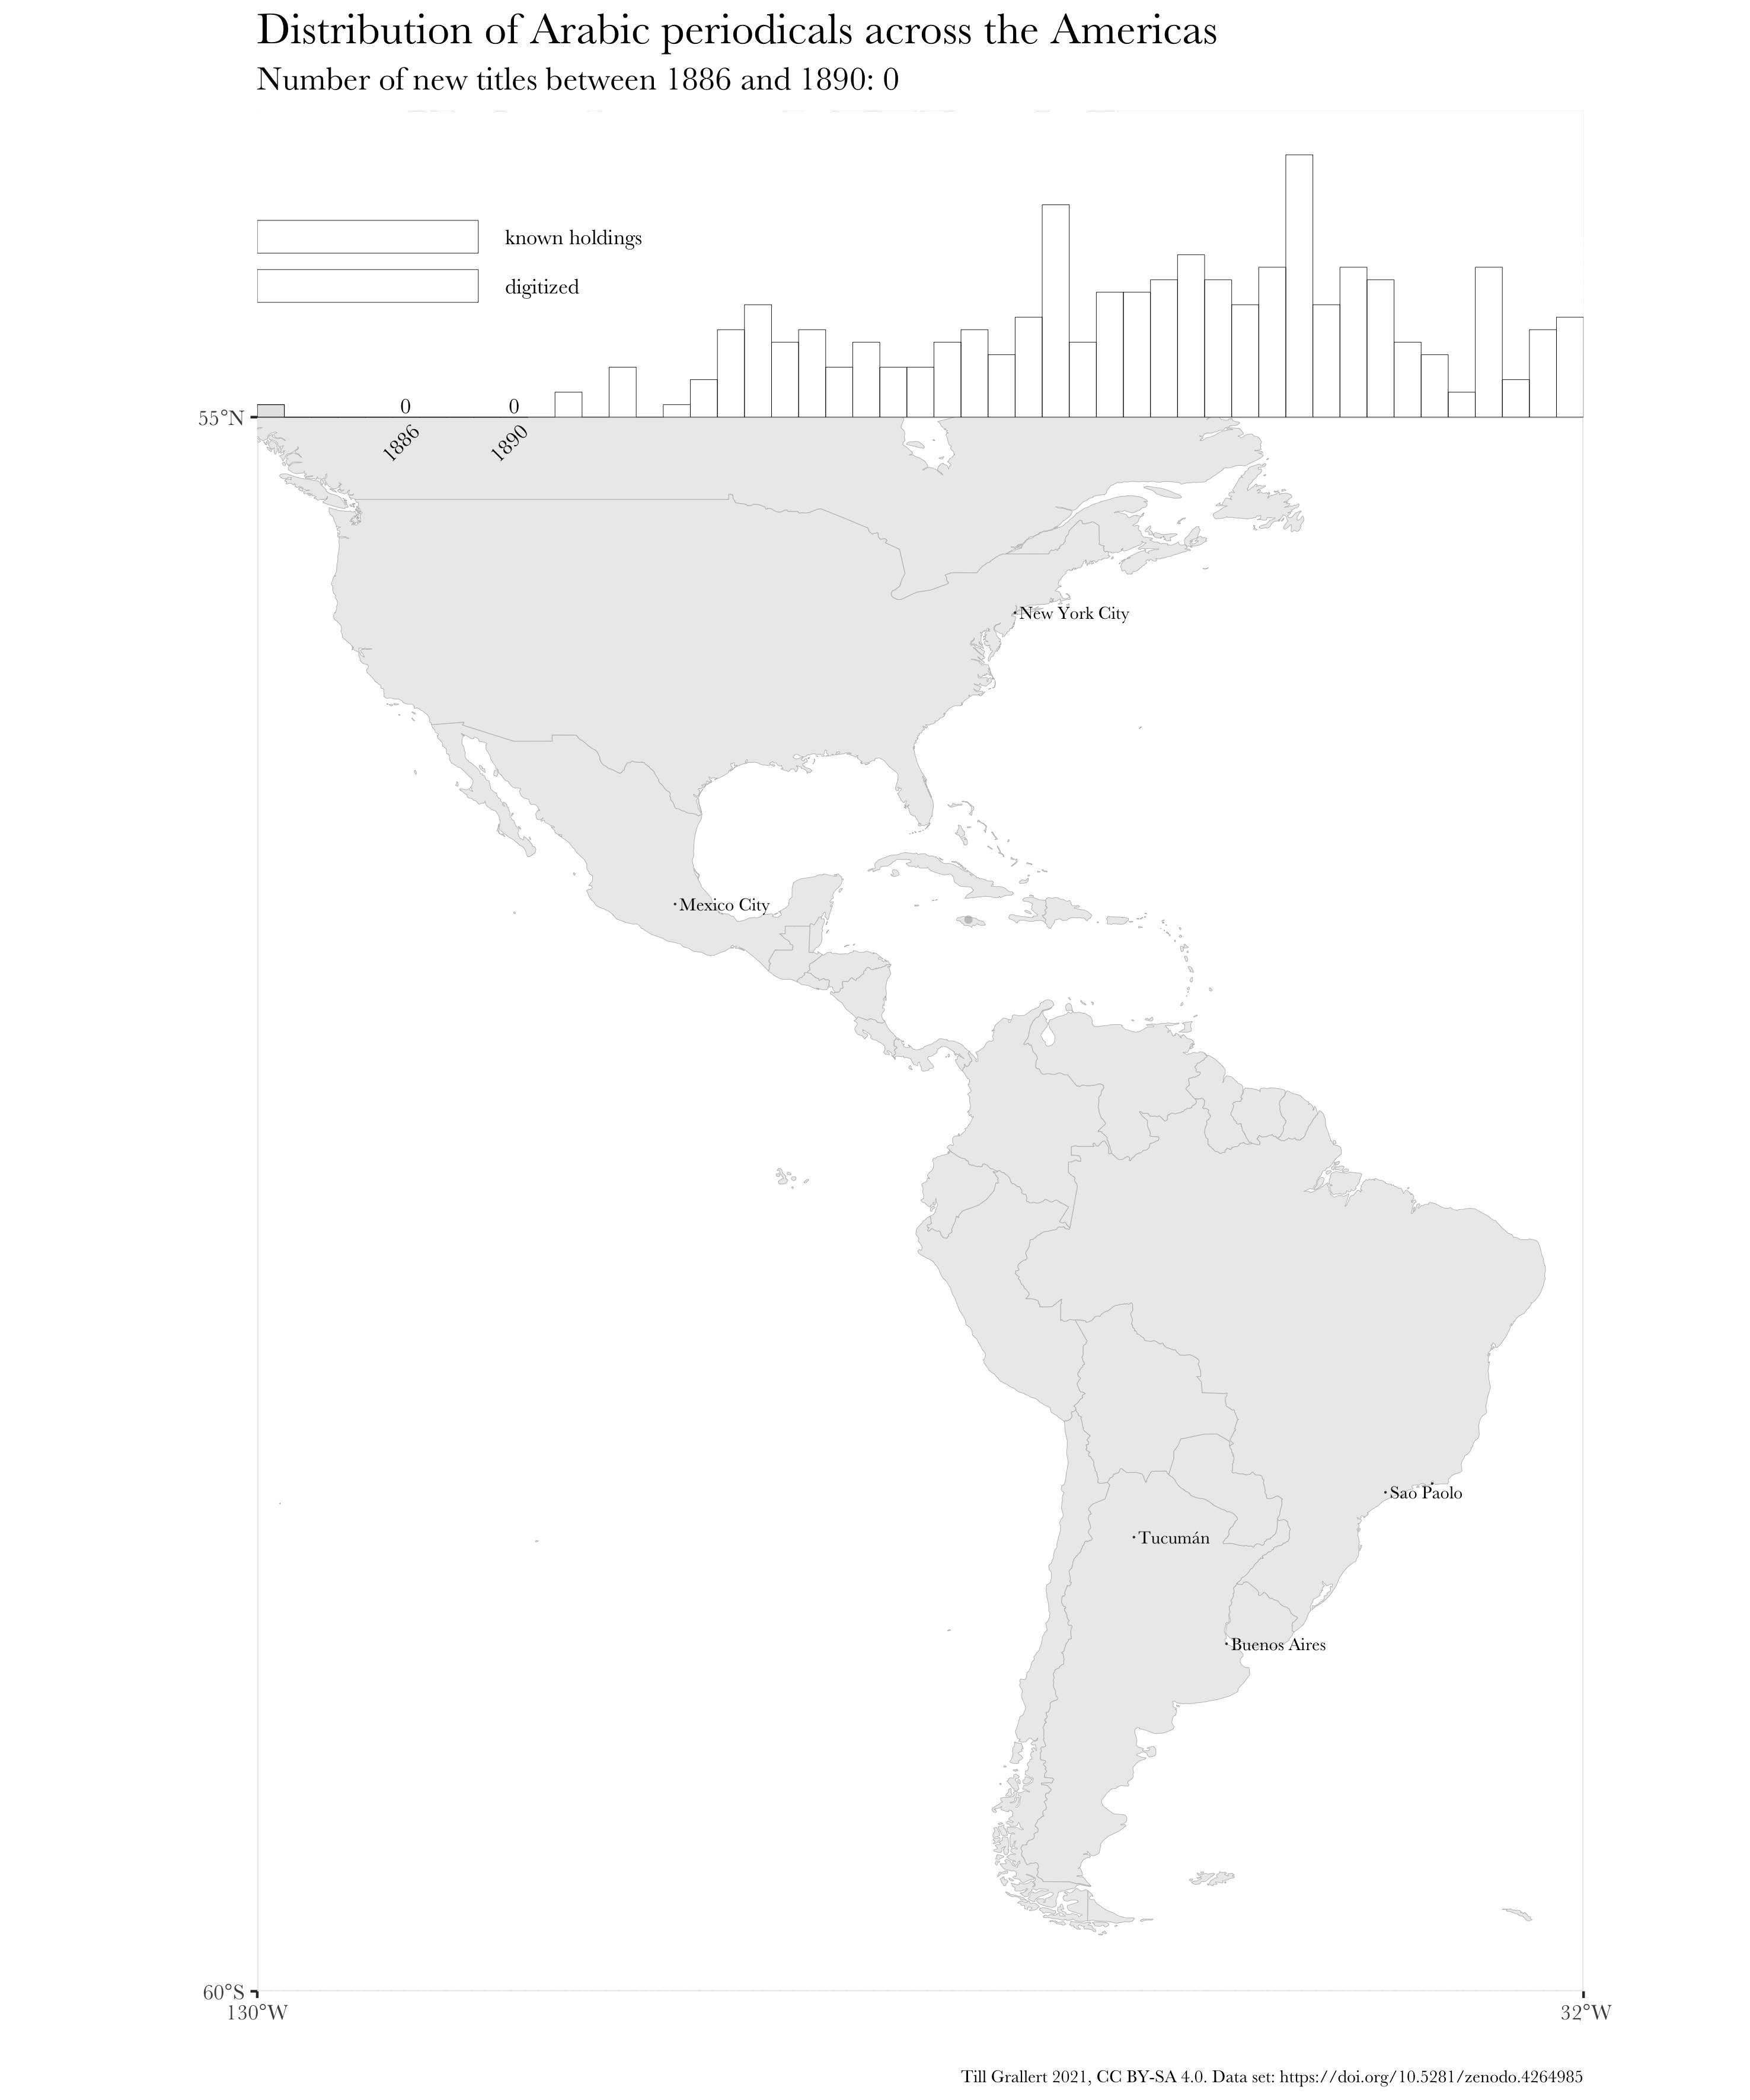 Distribution of Arabic periodicals across the Americas
Number of new titles between 1886 and 1890: 0
known holdings
digitized
0
0
55°N
1886
1890
New York City
Mexico City
Sao Paolo
Tucumán
Buenos Aires
60°S
130°W
32°W
Till Grallert 2021, CC BY-SA 4.0. Data set: https://doi.org/10.5281/zenodo.4264985